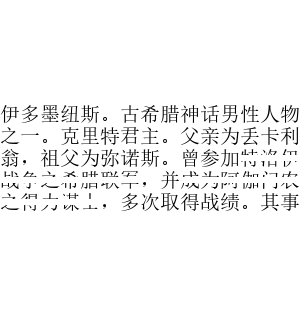 伊多墨纽斯。古希腊神话男性人物
之一。克里特君主。父亲为丢卡利
翁，祖父为弥诺斯。曾参加特洛伊
战争之希腊联军，并成为阿伽门农
之得力谋士，多次取得战绩。其事